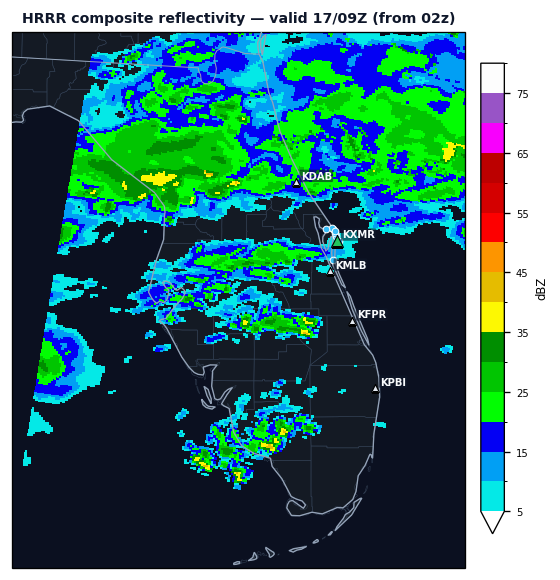 HRRR composite reflectivity — valid 17/09Z (from 02z)
KDAB
KXMR
KMLB
KFPR
KPBI
75
65
55
45
35
25
15
5
dBZ